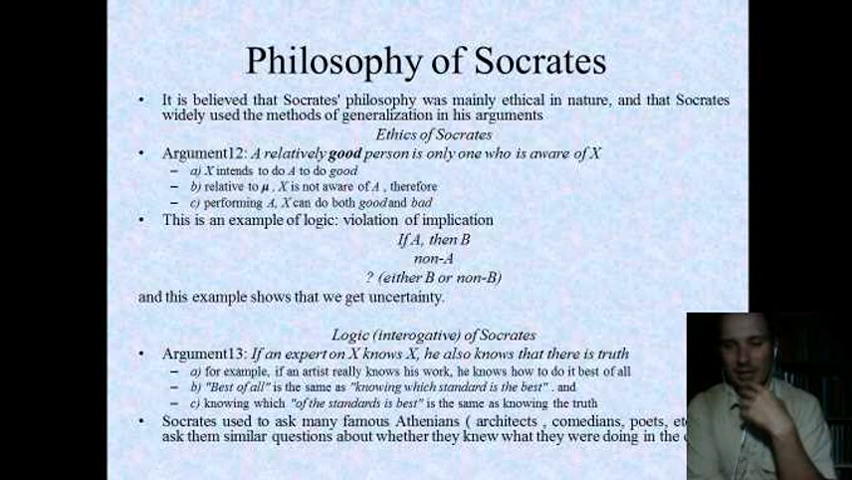 Philosophy of Socrates
• It is believed that Socrates' philosophy was mainly ethical in nature, and that Socrates
widely used the methods of generalization in his arguments
Ethics of Socrates
• Argument12: A relatively good person is only one who is aware of X
– a) X intends to do A to do good
– b) relative to μ , X is not aware of A , therefore
– c) performing A, X can do both good and bad
• This is an example of logic: violation of implication
If A, then B
non-A
? (either B or non-B)
and this example shows that we get uncertainty.
Logic (interogative) of Socrates
• Argument13: If an expert on X knows X, he also knows that there is truth
– a) for example, if an artist really knows his work, he knows how to do it best of all
– b) "Best of all" is the same as "knowing which standard is the best" . and
– c) knowing which "of the standards is best" is the same as knowing the truth
• Socrates used to ask many famous Athenians ( architects , comedians, poets,
ask them similar questions about whether they knew what they were doing in the